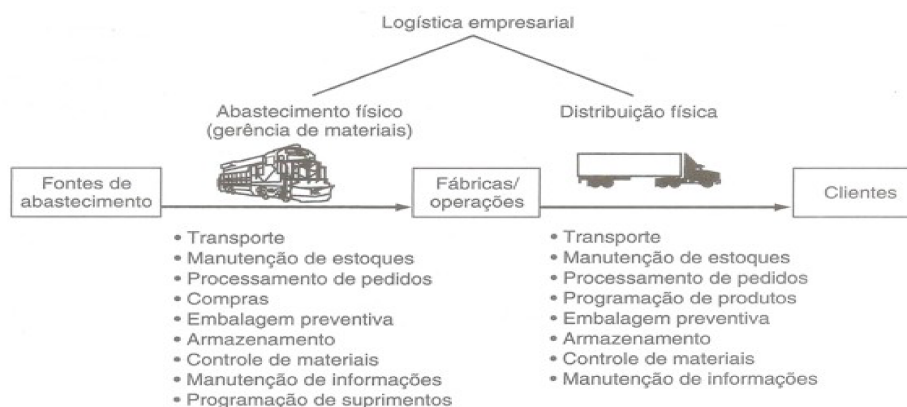 Logística empresarial
Abastecimento físico
(gerência de materiais)
Distribuição física
Fontes de
abastecimento
Fábricas/
operações
Clientes
• Transporte
• Manutenção de estoques
• Processamento de pedidos
• Compras
• Embalagem preventiva
• Armazenamento
• Controle de materiais
• Manutenção de informações
• Programação de suprimentos
• Transporte
• Manutenção de estoques
• Processamento de pedidos
• Programação de produtos
• Embalagem preventiva
• Armazenamento
• Controle de materiais
• Manutenção de informações